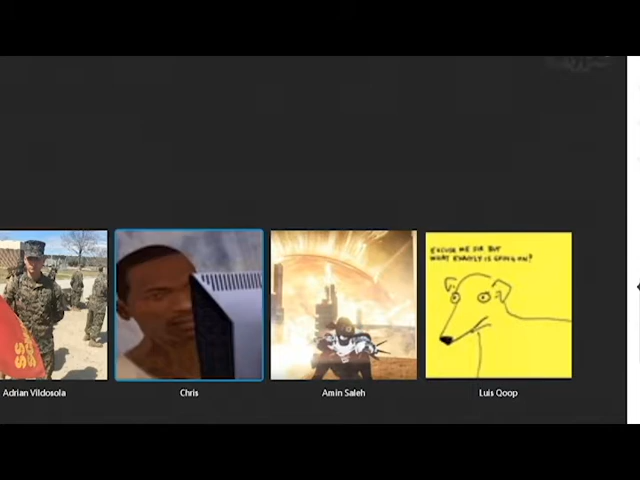 EXCUSE ME SIR BUT
WHAT EXACTLY IS GOING ON?
Adrian Vildosola
Chris
Amin Saleh
Luis Qoop